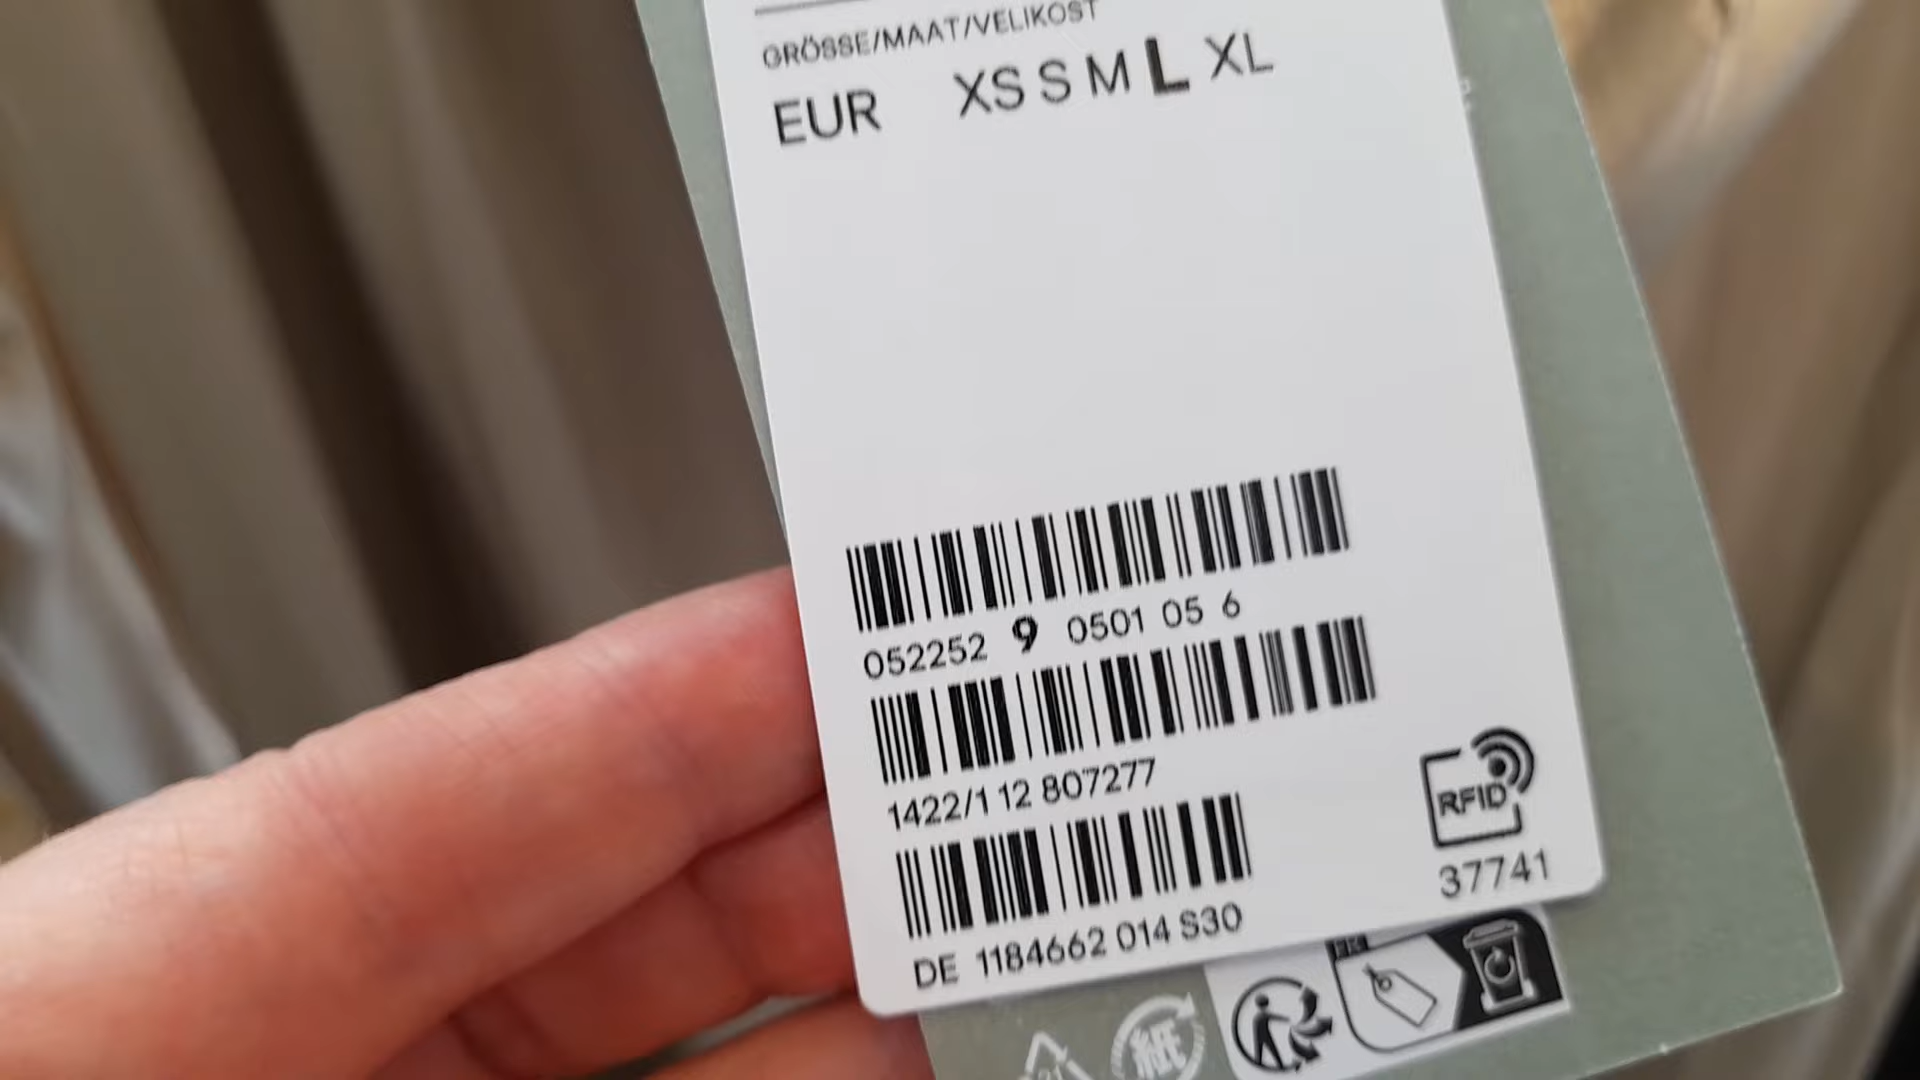 GRÖSSE/MAAT/VELIKOST
EUR XS S M L XL
052252 9 0501 05 6
1422/1 12 807277
DE 1184662 014 S30
RFID
37741
紙